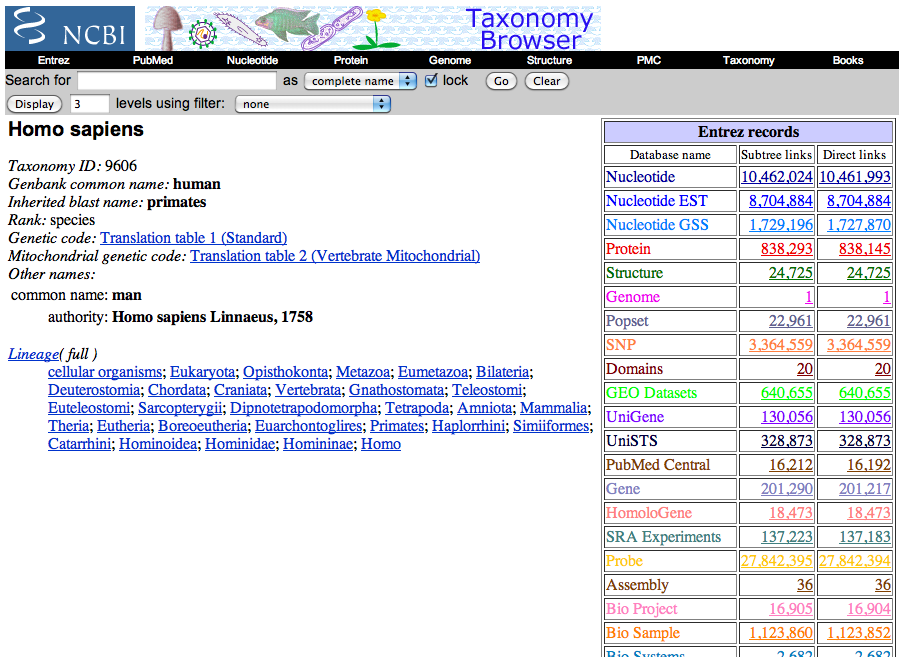 NCBI
Taxonomy
Browser
Entrez PubMed Nucleotide Protein Genome Structure PMC Taxonomy Books
Search for as complete name lock Go Clear
Display 3 levels using filter: none
Homo sapiens
Taxonomy ID: 9606
Genbank common name: human
Inherited blast name: primates
Rank: species
Genetic code: Translation table 1 (Standard)
Mitochondrial genetic code: Translation table 2 (Vertebrate Mitochondrial)
Other names:
common name: man
authority: Homo sapiens Linnaeus, 1758
Lineage( full )
cellular organisms; Eukaryota; Opisthokonta; Metazoa; Eumetazoa; Bilateria;
Deuterostomia; Chordata; Craniata; Vertebrata; Gnathostomata; Teleostomi;
Euteleostomi; Sarcopterygii; Dipnotetrapodomorpha; Tetrapoda; Amniota; Mammalia;
Theria; Eutheria; Boreoeutheria; Euarchontoglires; Primates; Haplorrhini; Simiiformes;
Catarrhini; Hominoidea; Hominidae; Homininae; Homo
Entrez records
Database name Subtree links Direct links
Nucleotide 10,462,024 10,461,993
Nucleotide EST 8,704,884 8,704,884
Nucleotide GSS 1,729,196 1,727,870
Protein 838,293 838,145
Structure 24,725 24,725
Genome 1 1
Popset 22,961 22,961
SNP 3,364,559 3,364,559
Domains 20 20
GEO Datasets 640,655 640,655
UniGene 130,056 130,056
UniSTS 328,873 328,873
PubMed Central 16,212 16,192
Gene 201,290 201,217
HomoloGene 18,473 18,473
SRA Experiments 137,223 137,183
Probe 27,842,395 27,842,394
Assembly 36 36
Bio Project 16,905 16,904
Bio Sample 1,123,860 1,123,852
Bio Systems 2,682 2,682